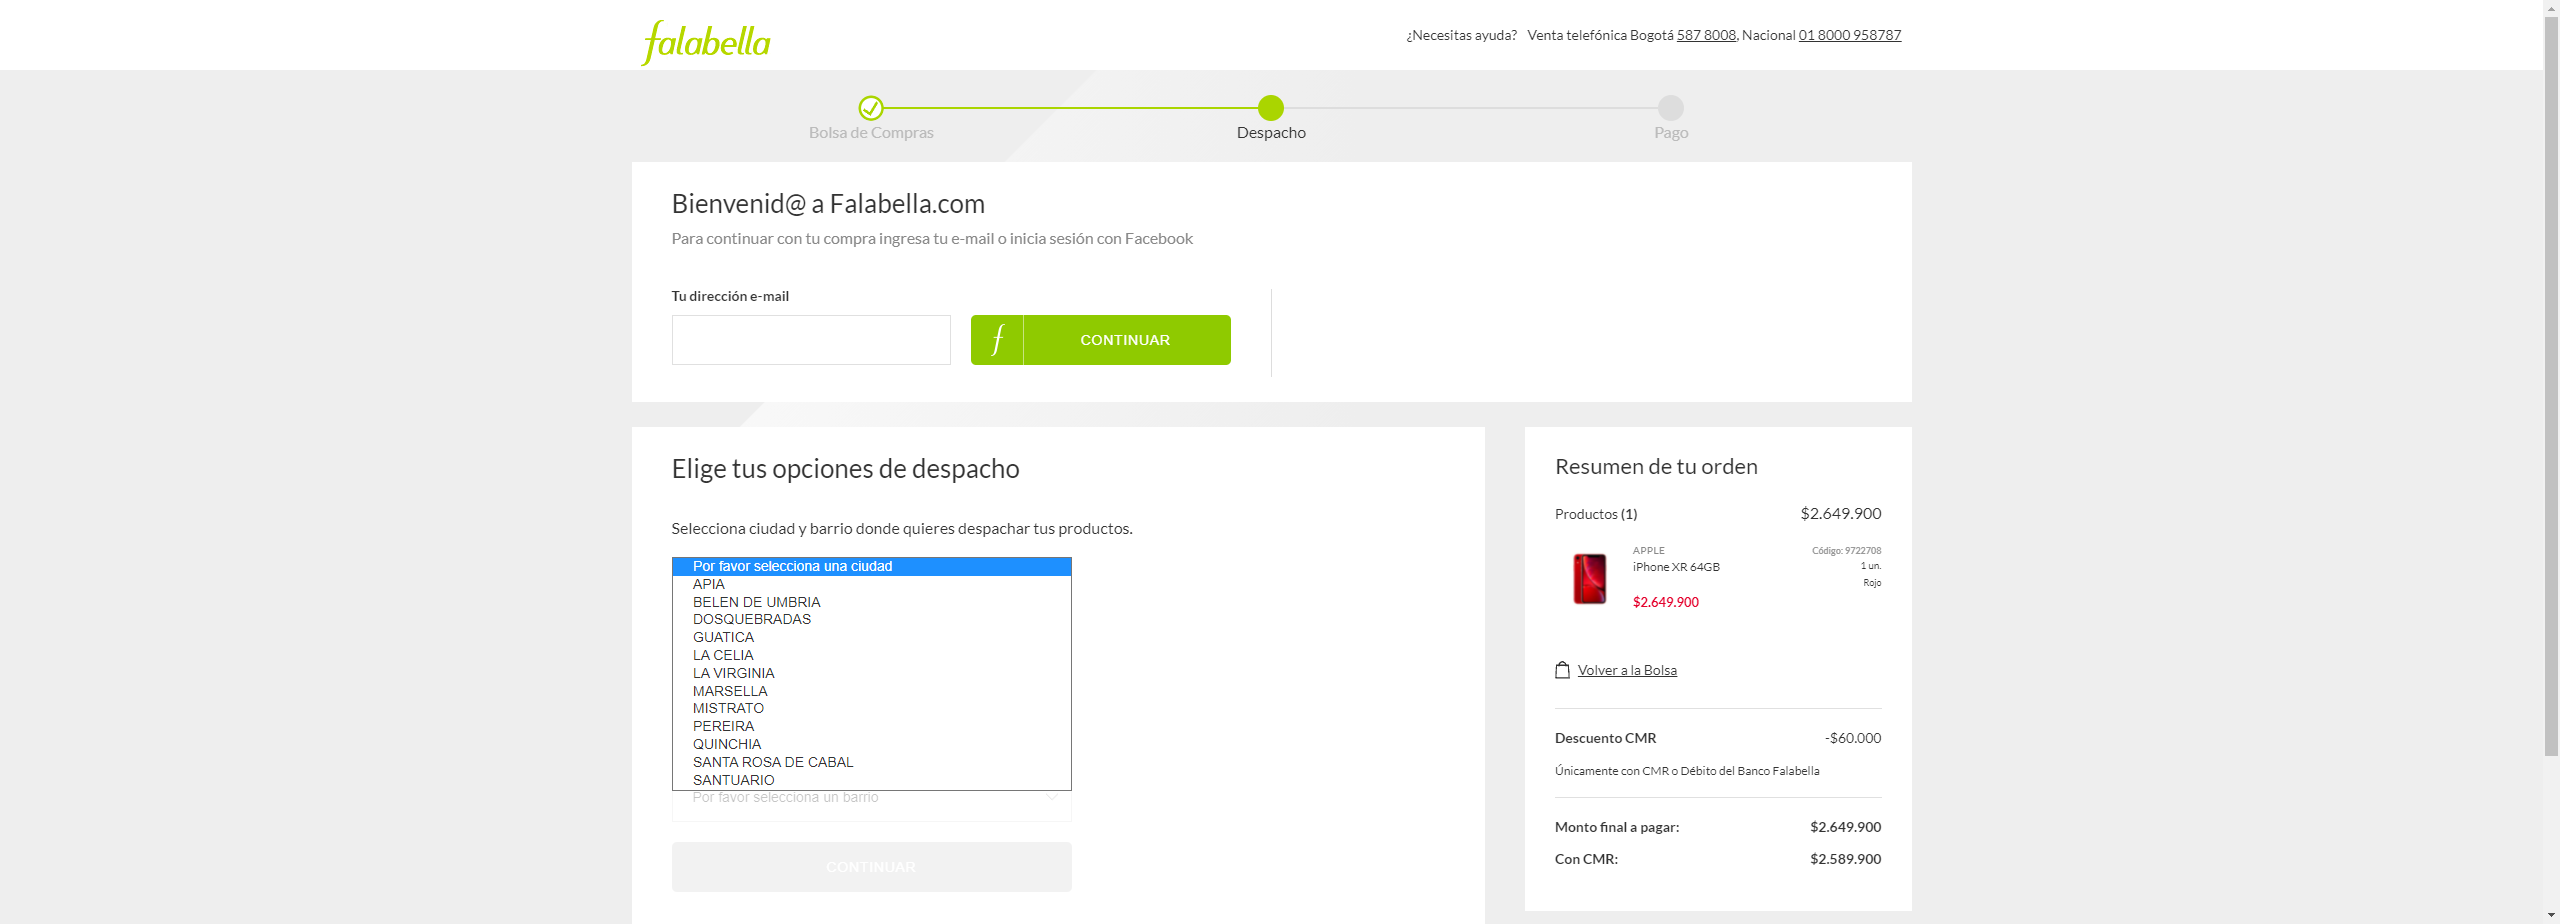 falabella
¿Necesitas ayuda? Venta telefónica Bogotá 587 8008, Nacional 01 8000 958787
Bolsa de Compras
Despacho
Pago
Bienvenid@ a Falabella.com
Para continuar con tu compra ingresa tu e-mail o inicia sesión con Facebook
Tu dirección e-mail
f CONTINUAR
Elige tus opciones de despacho
Selecciona ciudad y barrio donde quieres despachar tus productos.
Por favor selecciona una ciudad
APIA
BELEN DE UMBRIA
DOSQUEBRADAS
GUATICA
LA CELIA
LA VIRGINIA
MARSELLA
MISTRATO
PEREIRA
QUINCHIA
SANTA ROSA DE CABAL
SANTUARIO
Por favor selecciona un barrio
CONTINUAR
Resumen de tu orden
Productos (1) $2.649.900
APPLE Código: 9722708
iPhone XR 64GB 1 un.
Rojo
$2.649.900
Volver a la Bolsa
Descuento CMR -$60.000
Únicamente con CMR o Débito del Banco Falabella
Monto final a pagar: $2.649.900
Con CMR: $2.589.900